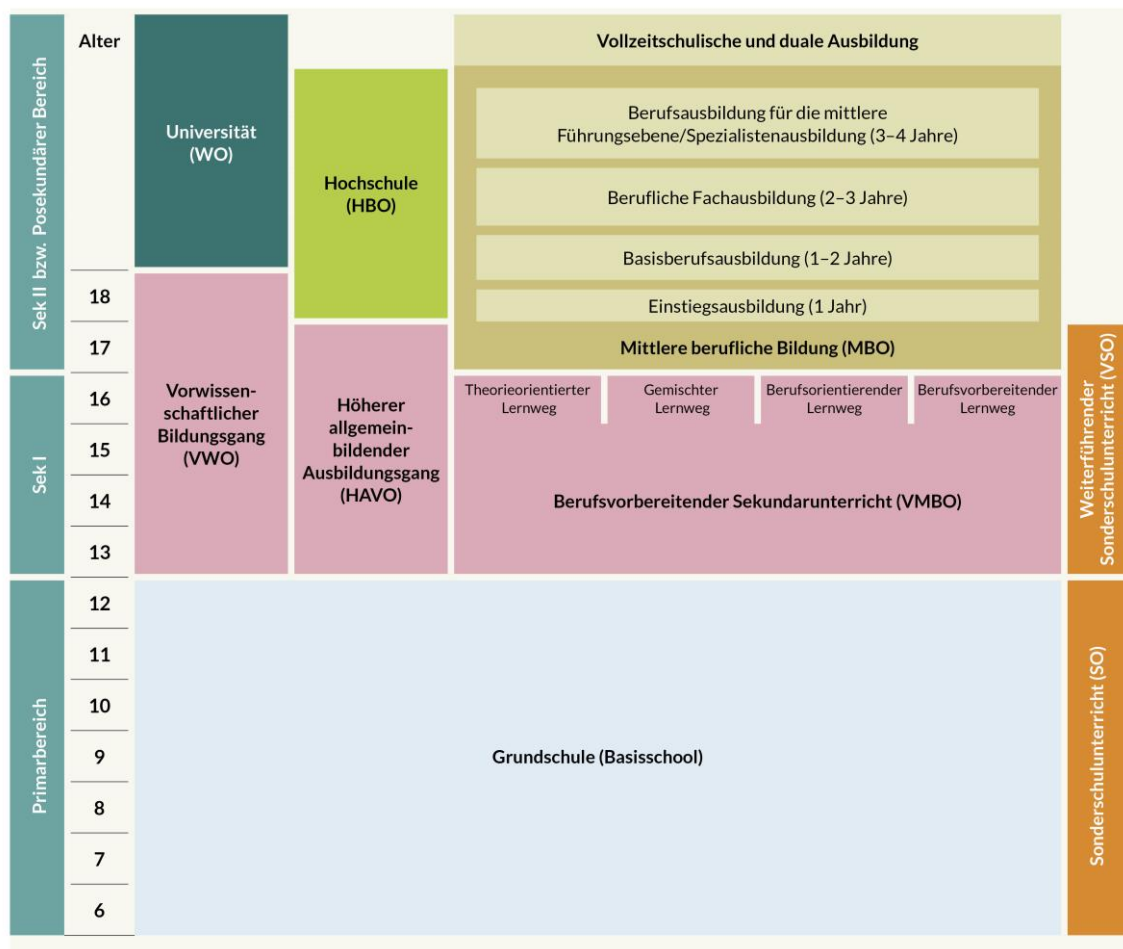 Alter
Vollzeitschulische und duale Ausbildung
Sek II bzw. Posekundärer Bereich
Universität
(WO)
Hochschule
(HBO)
Berufsausbildung für die mittlere
Führungsebene/Spezialistenausbildung (3–4 Jahre)
Berufliche Fachausbildung (2–3 Jahre)
Basisberufsausbildung (1–2 Jahre)
Einstiegsausbildung (1 Jahr)
Mittlere berufliche Bildung (MBO)
18
17
Sek I
16
15
14
13
Vorwissen-
schaftlicher
Bildungsgang
(VWO)
Höherer
allgemein-
bildender
Ausbildungsgang
(HAVO)
Theorieorientierter
Lernweg
Gemischter
Lernweg
Berufsorientierender
Lernweg
Berufsvorbereitender
Lernweg
Berufsvorbereitender Sekundarunterricht (VMBO)
Weiterführender
Sonderschulunterricht (VSO)
Primarbereich
12
11
10
9
8
7
6
Grundschule (Basisschool)
Sonderschulunterricht (SO)